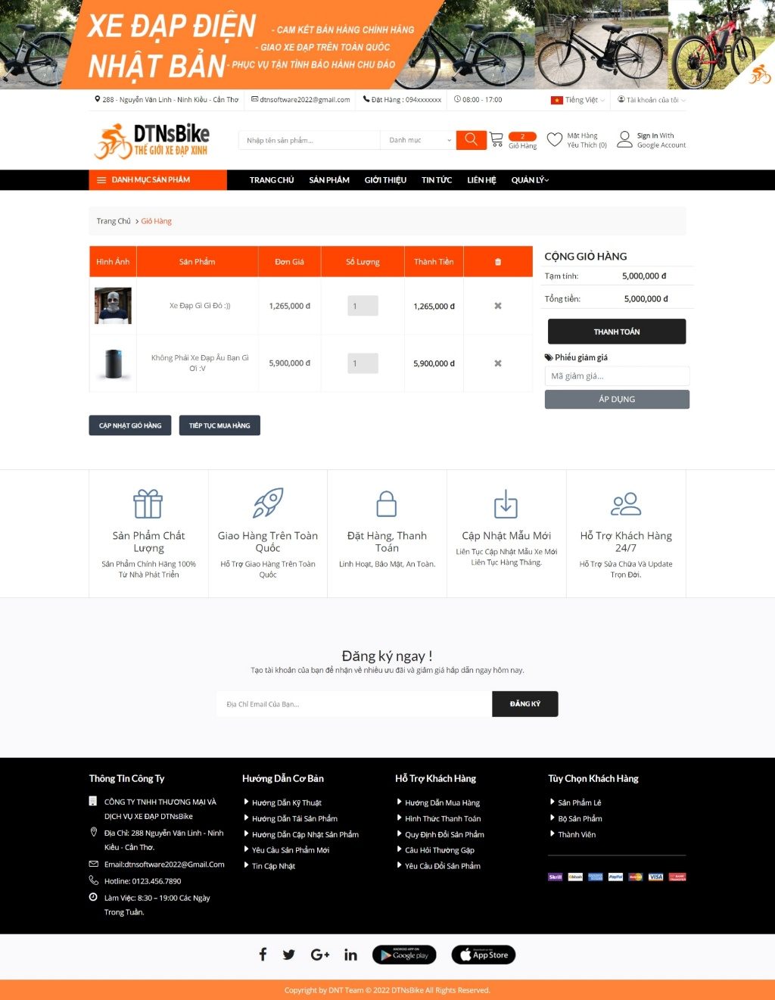 XE ĐẠP ĐIỆN
NHẬT BẢN
- CAM KẾT BÁN HÀNG CHÍNH HÃNG
- GIAO XE ĐẠP TRÊN TOÀN QUỐC
- PHỤC VỤ TẬN TÌNH BẢO HÀNH CHU ĐÁO
288 - Nguyễn Văn Linh - Ninh Kiều - Cần Thơ
dtnsoftware2022@gmail.com
Đặt Hàng : 094xxxxxxx
08:00 - 17:00
Tiếng Việt
Tài khoản của tôi
DTNsBike
THẾ GIỚI XE ĐẠP XINH
Nhập tên sản phẩm...
Danh mục
2
Giỏ Hàng
Mặt Hàng
Yêu Thích (0)
Sign In With
Google Account
DANH MỤC SẢN PHẨM
TRANG CHỦ
SẢN PHẨM
GIỚI THIỆU
TIN TỨC
LIÊN HỆ
QUẢN LÝ
Trang Chủ > Giỏ Hàng
Hình Ảnh
Sản Phẩm
Đơn Giá
Số Lượng
Thành Tiền
Xe Đạp Gì Gì Đó :))
1,265,000 đ
1
1,265,000 đ
Không Phải Xe Đạp Âu Bạn Gì
Ơi :V
5,900,000 đ
1
5,900,000 đ
CẬP NHẬT GIỎ HÀNG
TIẾP TỤC MUA HÀNG
CỘNG GIỎ HÀNG
Tạm tính:
5,000,000 đ
Tổng tiền:
5,000,000 đ
THANH TOÁN
Phiếu giảm giá
Mã giảm giá...
ÁP DỤNG
Sản Phẩm Chất
Lượng
Sản Phẩm Chính Hãng 100%
Từ Nhà Phát Triển
Giao Hàng Trên Toàn
Quốc
Hỗ Trợ Giao Hàng Trên Toàn
Quốc
Đặt Hàng, Thanh
Toán
Linh Hoạt, Bảo Mật, An Toàn.
Cập Nhật Mẫu Mới
Liên Tục Cập Nhật Mẫu Xe Mới
Liên Tục Hàng Tháng.
Hỗ Trợ Khách Hàng
24/7
Hỗ Trợ Sửa Chữa Và Update
Trọn Đời.
Đăng ký ngay !
Tạo tài khoản của bạn để nhận về nhiều ưu đãi và giảm giá hấp dẫn ngay hôm nay.
Địa Chỉ Email Của Bạn...
ĐĂNG KÝ
Thông Tin Công Ty
CÔNG TY TNHH THƯƠNG MẠI VÀ
DỊCH VỤ XE ĐẠP DTNsBike
Địa Chỉ: 288 Nguyễn Văn Linh - Ninh
Kiều - Cần Thơ.
Email:dtnsoftware2022@Gmail.Com
Hotline: 0123.456.7890
Làm Việc: 8:30 – 19:00 Các Ngày
Trong Tuần.
Hướng Dẫn Cơ Bản
Hướng Dẫn Kỹ Thuật
Hướng Dẫn Tải Sản Phẩm
Hướng Dẫn Cập Nhật Sản Phẩm
Yêu Cầu Sản Phẩm Mới
Tin Cập Nhật
Hỗ Trợ Khách Hàng
Hướng Dẫn Mua Hàng
Hình Thức Thanh Toán
Quy Định Đổi Sản Phẩm
Câu Hỏi Thường Gặp
Yêu Cầu Đổi Sản Phẩm
Tùy Chọn Khách Hàng
Sản Phẩm Lẻ
Bộ Sản Phẩm
Thành Viên
Skrill
bitcoin
PayPal
VISA
BANK TRANSFER
ANDROID APP ON
Google play
App Store
Copyright by DNT Team © 2022 DTNsBike All Rights Reserved.